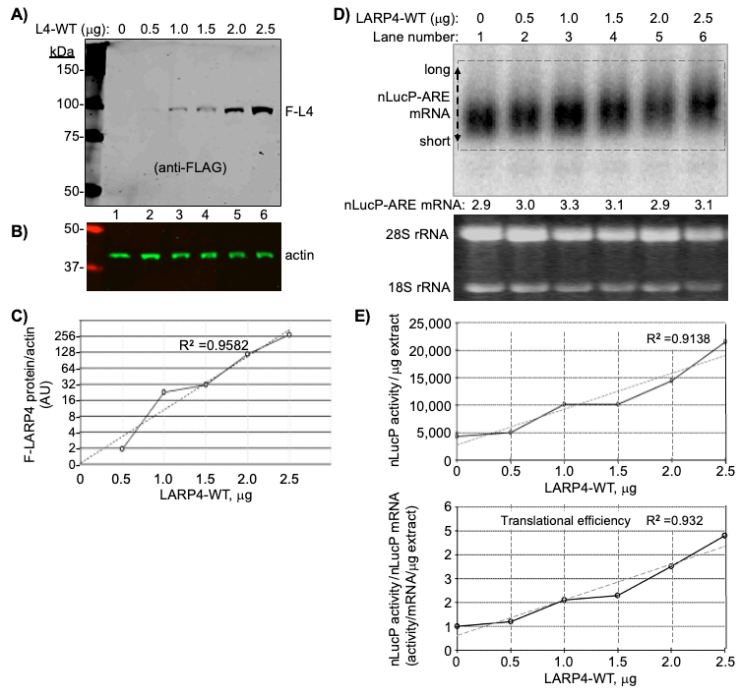 A)
L4-WT (μg): 0 0.5 1.0 1.5 2.0 2.5
kDa
150-
100-
75-
50-
F-L4
(anti-FLAG)
1 2 3 4 5 6
B)
50-
37-
actin
C)
F-LARP4 protein/actin
(AU)
256
128
64
32
16
8
4
2
0
R² =0.9582
0 0.5 1.0 1.5 2.0 2.5
LARP4-WT, μg
D)
LARP4-WT (μg): 0 0.5 1.0 1.5 2.0 2.5
Lane number: 1 2 3 4 5 6
long
nLucP-ARE
mRNA
short
nLucP-ARE mRNA: 2.9 3.0 3.3 3.1 2.9 3.1
28S rRNA
18S rRNA
E)
nLucP activity/μg extract
25,000
20,000
15,000
10,000
5,000
0
R² =0.9138
0 0.5 1.0 1.5 2.0 2.5
LARP4-WT, μg
nLucP activity/nLucP mRNA
(activity/mRNA/μg extract)
6
5
2
3
2
1
0
Translational efficiency R² =0.932
0 0.5 1.0 1.5 2.0 2.5
LARP4-WT, μg